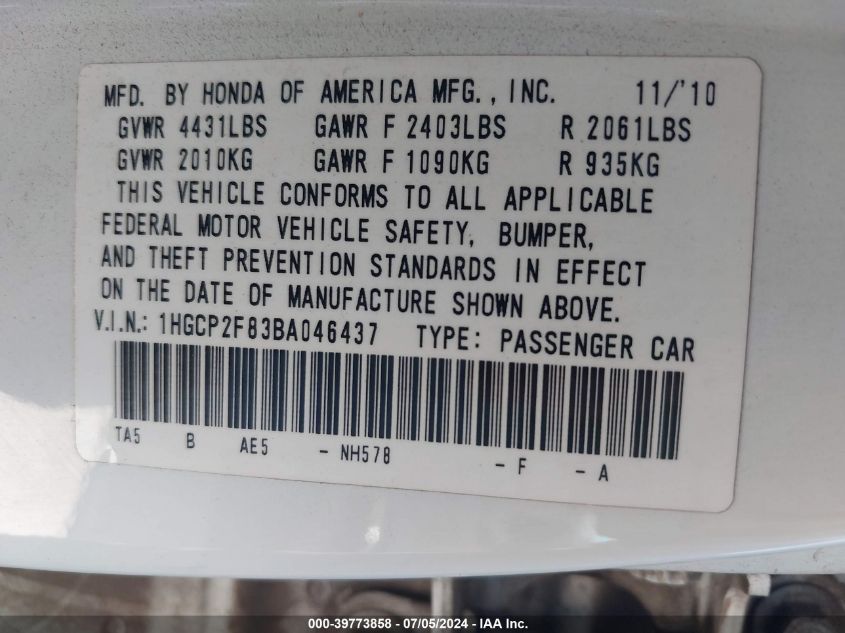 MFD. BY HONDA OF AMERICA MFG., INC. 11/'10
GVWR 4431LBS GAWR F 2403LBS R 2061LBS
GVWR 2010KG GAWR F 1090KG R 935KG
THIS VEHICLE CONFORMS TO ALL APPLICABLE
FEDERAL MOTOR VEHICLE SAFETY, BUMPER,
AND THEFT PREVENTION STANDARDS IN EFFECT
ON THE DATE OF MANUFACTURE SHOWN ABOVE.
V.I.N.: 1HGCP2F83BA046437 TYPE: PASSENGER CAR
TA5 B AE5 - NH578 - F - A
000-39773858 - 07/05/2024 - IAA Inc.